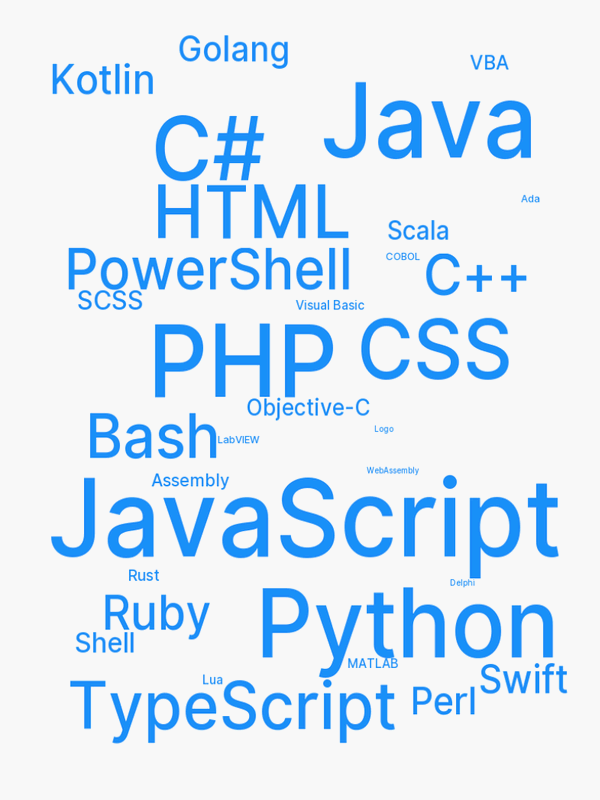 Golang
VBA
Kotlin
Java
C#
HTML
Ada
Scala
PowerShell
COBOL
C++
SCSS
Visual Basic
PHP
CSS
Objective-C
Bash
Logo
LabVIEW
WebAssembly
Assembly
JavaScript
Rust
Delphi
Ruby
Python
Shell
MATLAB
Lua
Swift
TypeScript
Perl